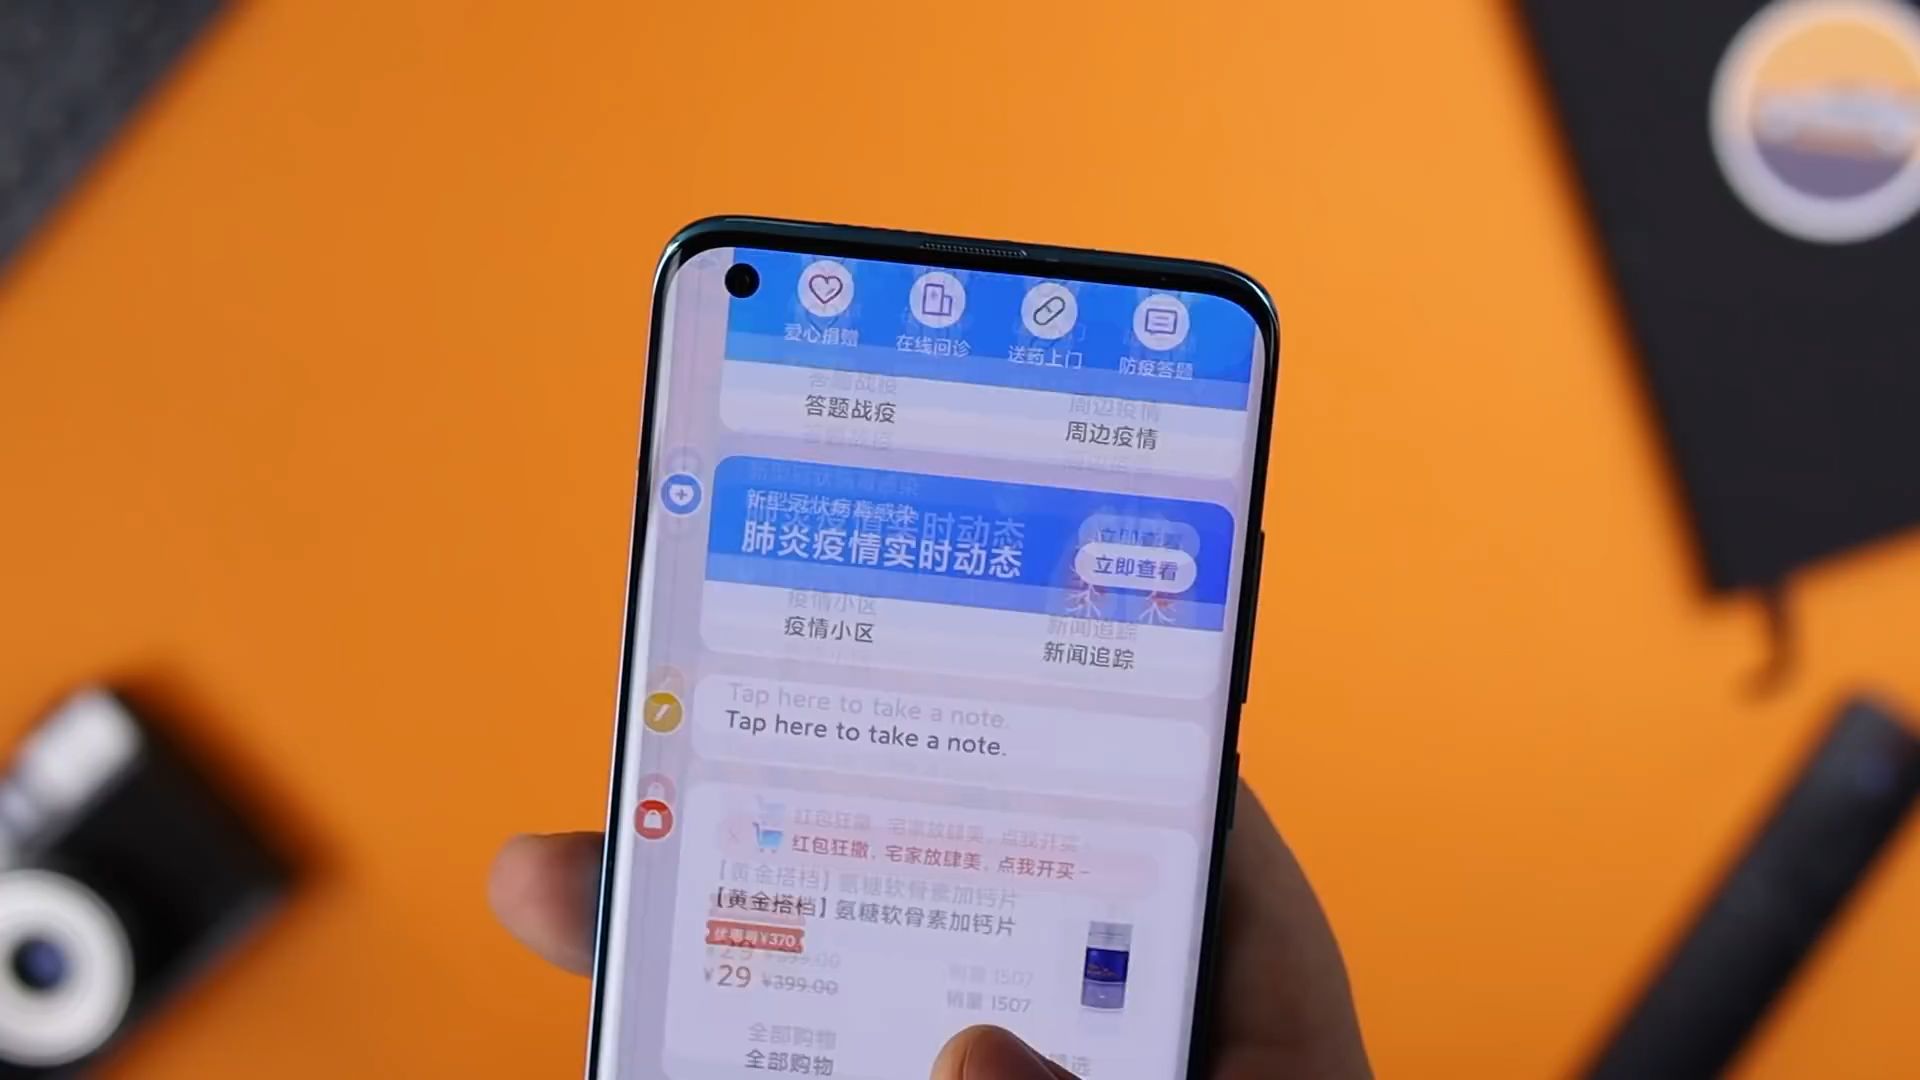 爱心捐赠
在线问诊
送药上门
防疫答题
答题战疫
周边疫情
新型冠状病毒感染
肺炎疫情实时动态
立即查看
疫情小区
新闻追踪
Tap here to take a note.
红包狂撒，宅家放肆美，点我开买~
【黄金搭档】氨糖软骨素加钙片
优惠券¥370
¥29 ¥399.00
销量 1507
全部购物